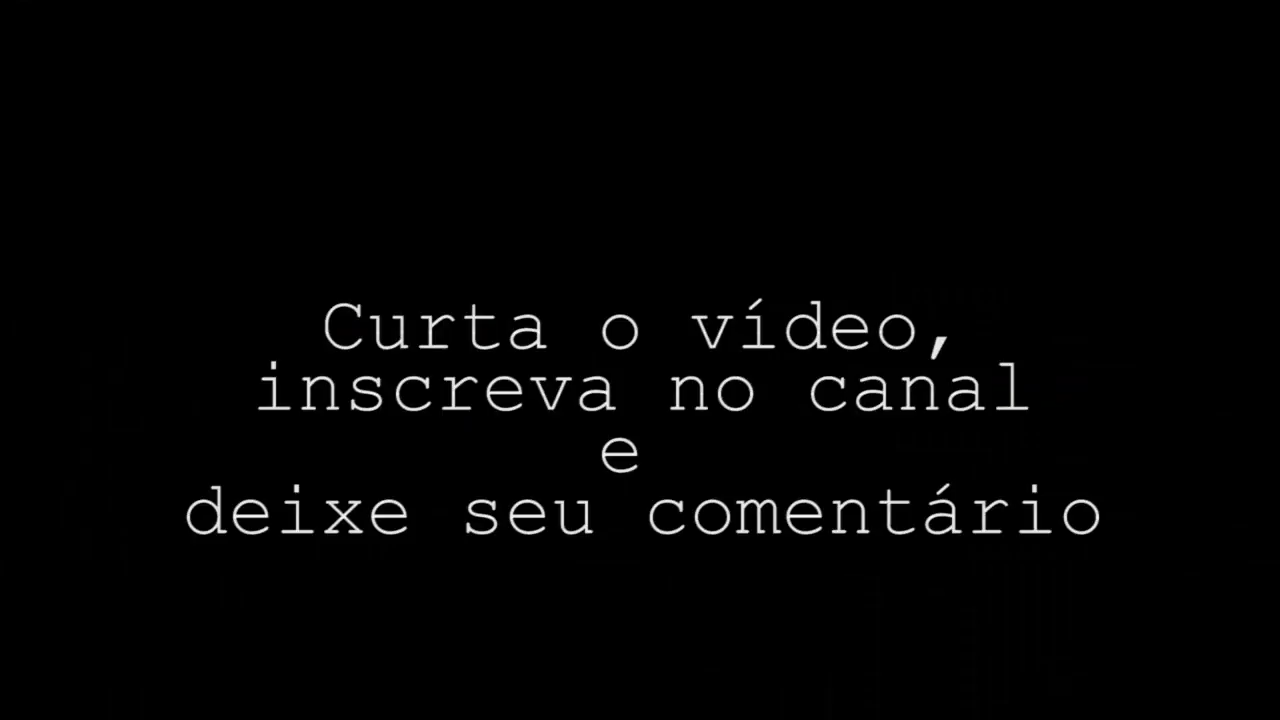 Curta o vídeo,
inscreva no canal
e
deixe seu comentário